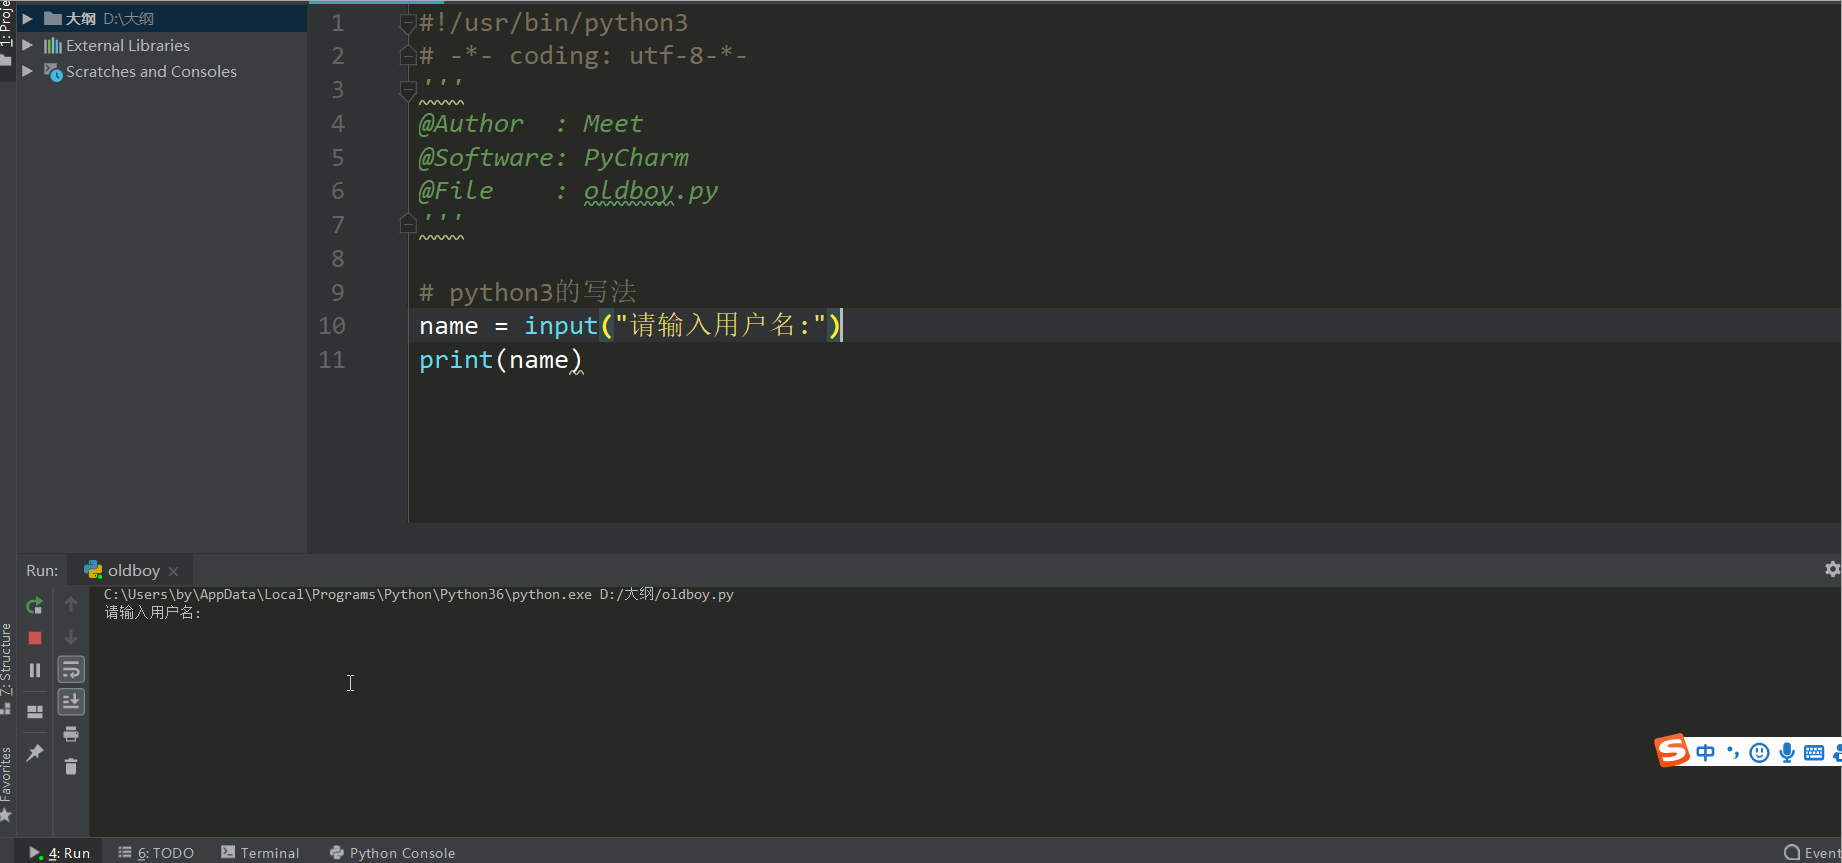 1: Proje
大纲 D:\大纲
External Libraries
Scratches and Consoles
1 #!/usr/bin/python3
2 # -*- coding: utf-8-*-
3 '''
4 @Author  : Meet
5 @Software: PyCharm
6 @File    : oldboy.py
7 '''
8
9 # python3的写法
10 name = input("请输入用户名:")
11 print(name)
Run: oldboy
C:\Users\by\AppData\Local\Programs\Python\Python36\python.exe D:/大纲/oldboy.py
请输入用户名:
7: Structure
Favorites
S 中
4: Run 6: TODO Terminal Python Console Event